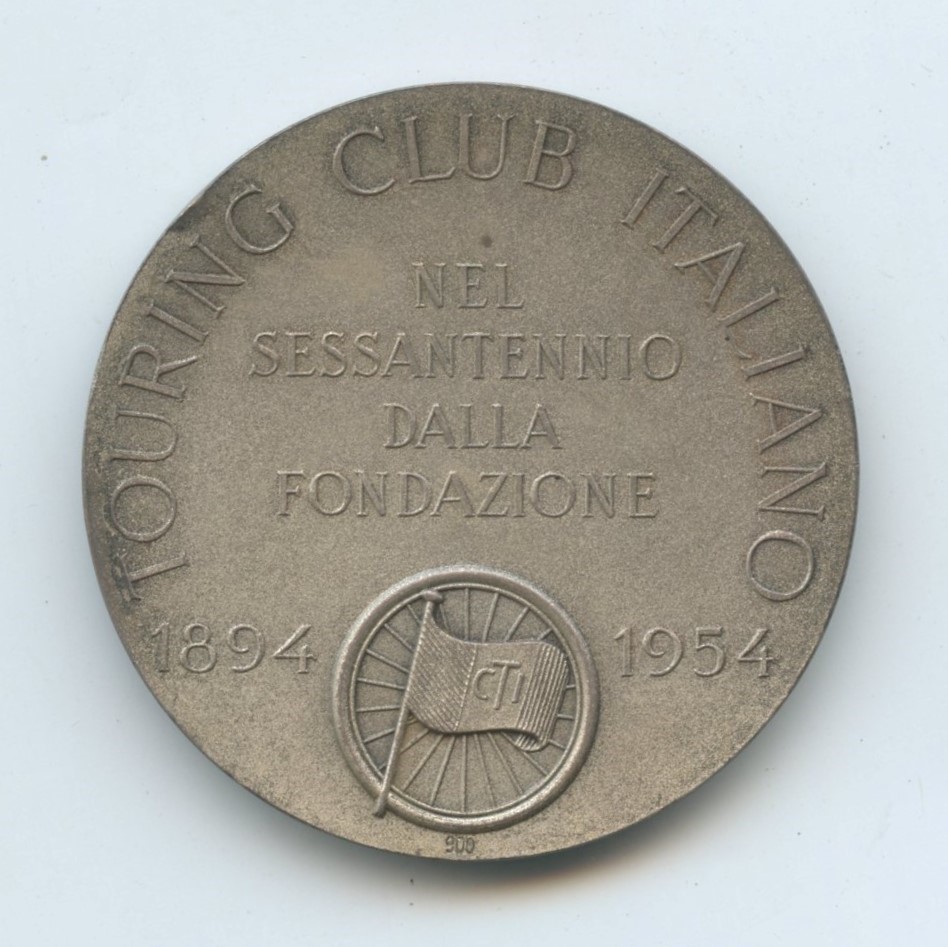 TOURING CLUB ITALIANO
NEL
SESSANTENNIO
DALLA
FONDAZIONE
1894 1954
CTI
900